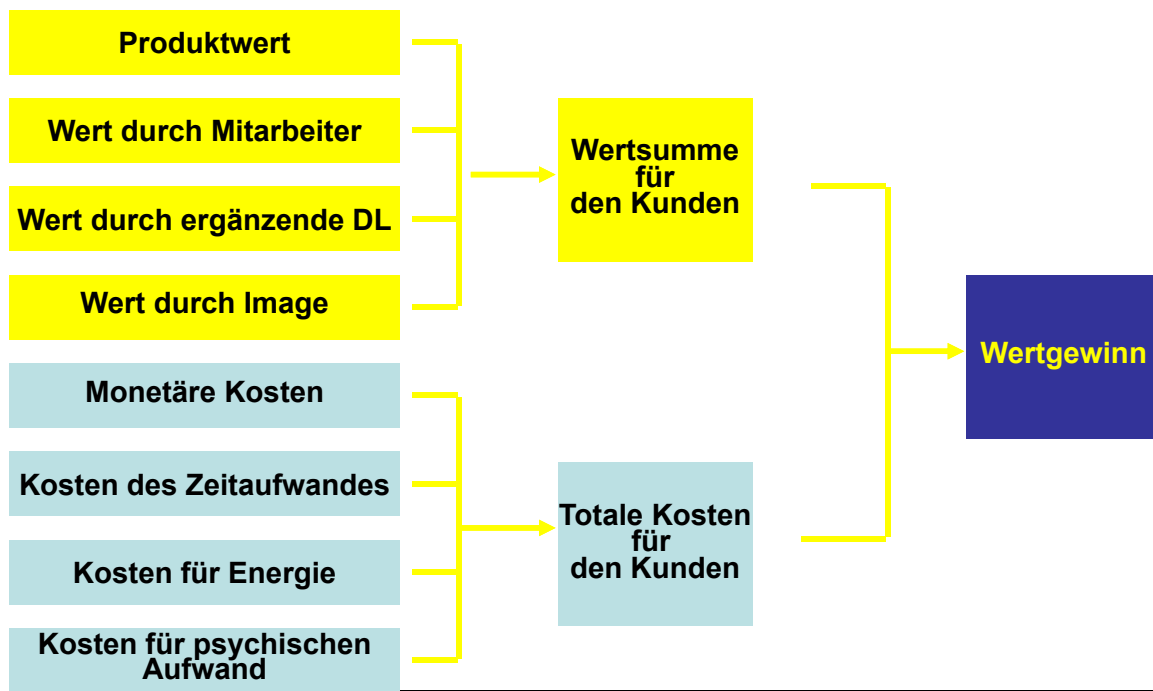 Produktwert
Wert durch Mitarbeiter
Wert durch ergänzende DL
Wert durch Image
Monetäre Kosten
Kosten des Zeitaufwandes
Kosten für Energie
Kosten für psychischen
Aufwand
Wertsumme
für
den Kunden
Totale Kosten
für
den Kunden
Wertgewinn